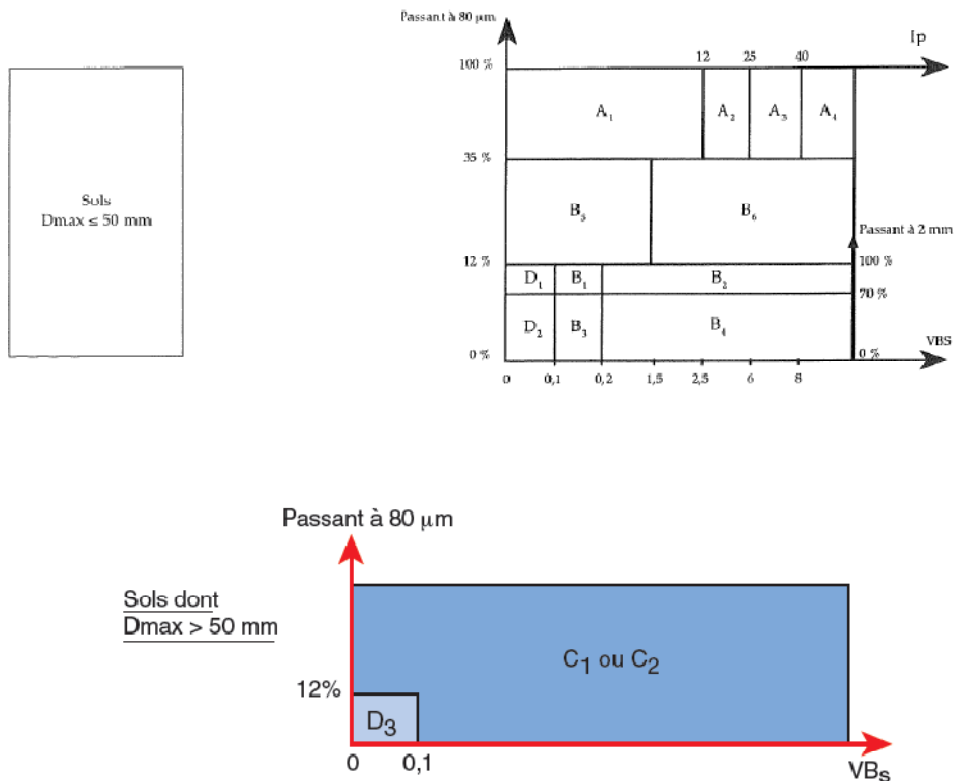 Passant à 80 µm
Ip
100 %
12
25
40
A₁
A₂
A₃
A₄
Sols
Dmax ≤ 50 mm
35 %
B₅
B₆
Passant à 2 mm
12 %
100 %
D₁
B₁
B₂
70 %
D₂
B₃
B₄
VBS
0 %
0 %
0
0,1
0,2
1,5
2,5
6
8
Passant à 80 µm
Sols dont
Dmax > 50 mm
C₁ ou C₂
12%
D₃
0
0,1
VBs